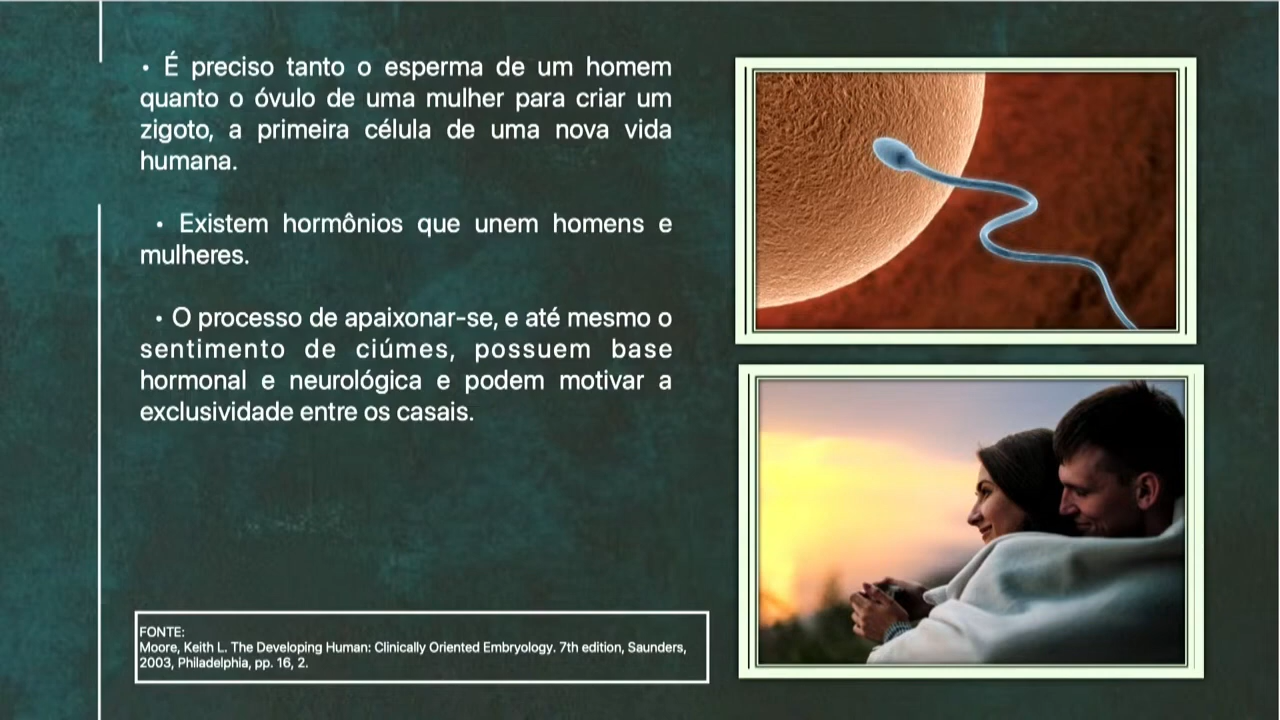 • É preciso tanto o esperma de um homem
quanto o óvulo de uma mulher para criar um
zigoto, a primeira célula de uma nova vida
humana.
• Existem hormônios que unem homens e
mulheres.
• O processo de apaixonar-se, e até mesmo o
sentimento de ciúmes, possuem base
hormonal e neurológica e podem motivar a
exclusividade entre os casais.
FONTE:
Moore, Keith L. The Developing Human: Clinically Oriented Embryology. 7th edition, Saunders,
2003, Philadelphia, pp. 16, 2.